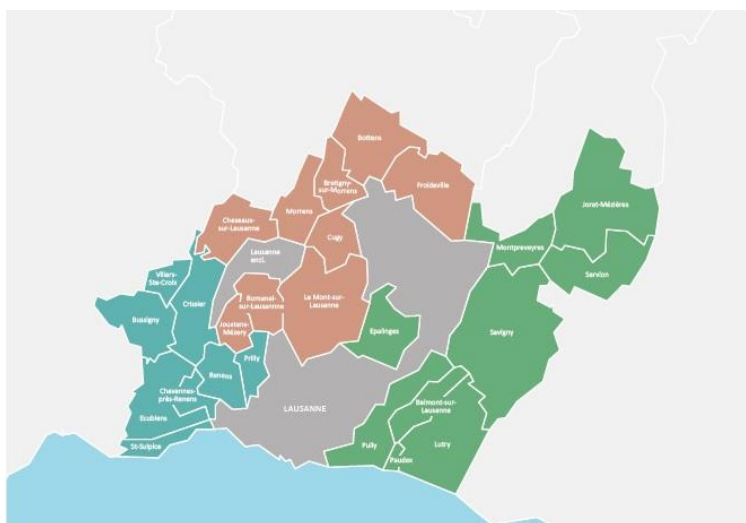 Bottens
Bretigny-
sur-Morrens
Froideville
Jorat-Mézières
Morrens
Cheseaux-
sur-Lausanne
Cugy
Montpreveyres
Lausanne
encl.
Servion
Villars-
Ste-Croix
Crissier
Romanel-
sur-Lausanne
Le Mont-sur-
Lausanne
Bussigny
Jouxtens-
Mézery
Epalinges
Savigny
Prilly
Renens
Chavannes-
près-Renens
Belmont-sur-
Lausanne
LAUSANNE
Ecublens
St-Sulpice
Pully
Lutry
Paudex